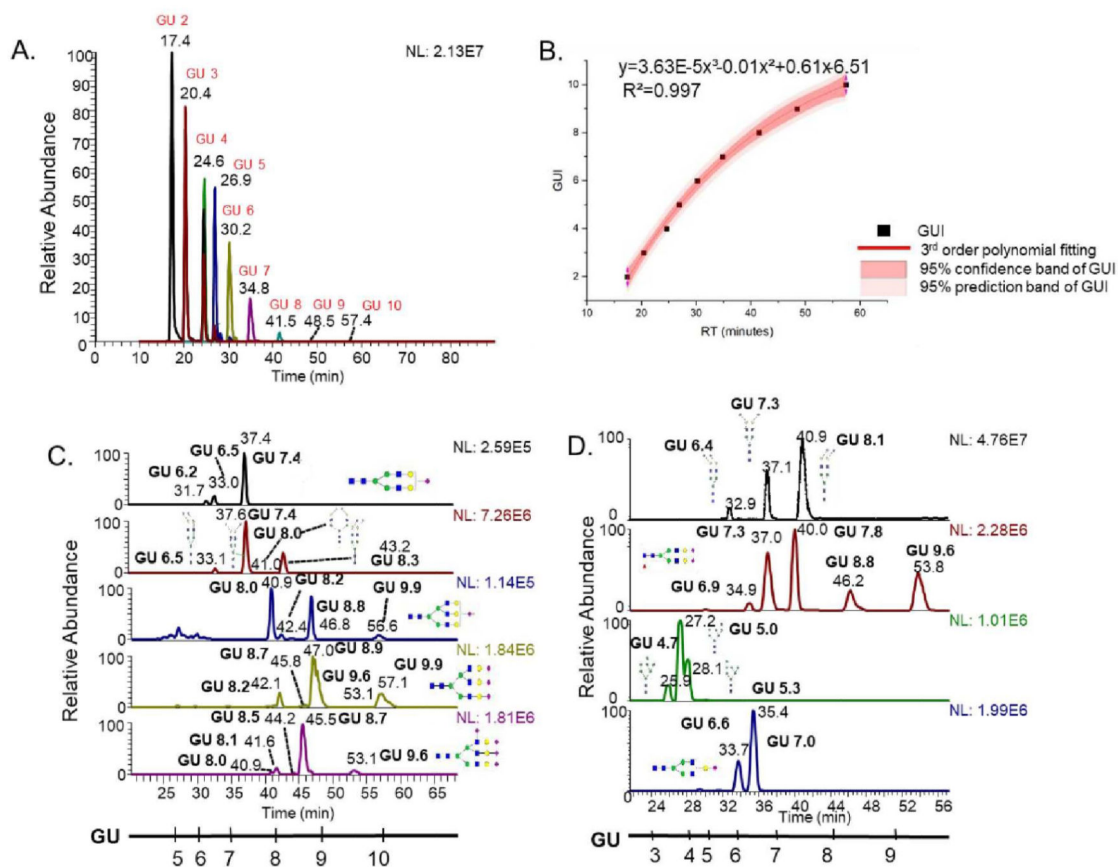 A.
GU 2
17.4
NL: 2.13E7
GU 3
20.4
GU 4
24.6
GU 5
26.9
GU 6
30.2
GU 7
34.8
GU 8
41.5
GU 9
48.5
GU 10
57.4
100
90
80
70
60
50
40
30
20
10
0
Relative Abundance
0 10 20 30 40 50 60 70 80
Time (min)
B.
y=3.63E-5x³-0.01x²+0.61x-6.51
R²=0.997
10
8
6
4
2
GUI
10 20 30 40 50 60
RT (minutes)
GUI
3rd order polynomial fitting
95% confidence band of GUI
95% prediction band of GUI
C.
Relative Abundance
100
0
GU 6.2
31.7
GU 6.5
33.0
37.4
GU 7.4
NL: 2.59E5
100
0
GU 6.5
33.1
37.6
GU 7.4
GU 8.0
41.0
43.2
GU 8.3
NL: 7.26E6
100
0
GU 8.0
40.9
GU 8.2
42.4
GU 8.8
46.8
GU 9.9
56.6
NL: 1.14E5
100
0
GU 8.2
42.1
GU 8.7
45.8
47.0
GU 8.9
GU 9.6
53.1
GU 9.9
57.1
NL: 1.84E6
100
0
GU 8.0
40.9
GU 8.1
41.6
GU 8.5
44.2
45.5
GU 8.7
53.1
GU 9.6
NL: 1.81E6
20 25 30 35 40 45 50 55 60 65
Time (min)
GU
5 6 7 8 9 10
D.
Relative Abundance
100
0
GU 6.4
32.9
GU 7.3
37.1
40.9
GU 8.1
NL: 4.76E7
100
0
GU 6.9
34.9
GU 7.3
37.0
40.0
GU 7.8
GU 8.8
46.2
GU 9.6
53.8
NL: 2.28E6
100
0
GU 4.7
25.9
27.2
GU 5.0
28.1
GU 5.3
NL: 1.01E6
100
0
GU 6.6
33.7
35.4
GU 7.0
NL: 1.99E6
24 28 32 36 40 44 48 52 56
Time (min)
GU
3 4 5 6 7 8 9